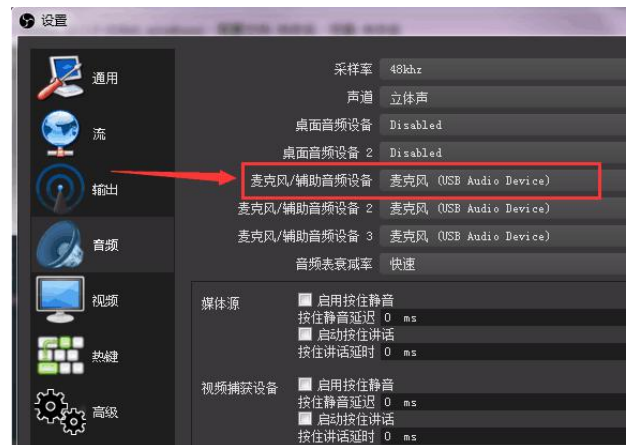 设置
通用
流
输出
音频
视频
热键
高级
采样率 48khz
声道 立体声
桌面音频设备 Disabled
桌面音频设备 2 Disabled
麦克风/辅助音频设备 麦克风 (USB Audio Device)
麦克风/辅助音频设备 2 麦克风 (USB Audio Device)
麦克风/辅助音频设备 3 麦克风 (USB Audio Device)
音频表衰减率 快速
媒体源 启用按住静音
按住静音延迟 0 ms
启动按住讲话
按住讲话延时 0 ms
视频捕获设备 启用按住静音
按住静音延迟 0 ms
启动按住讲话
按住讲话延时 0 ms